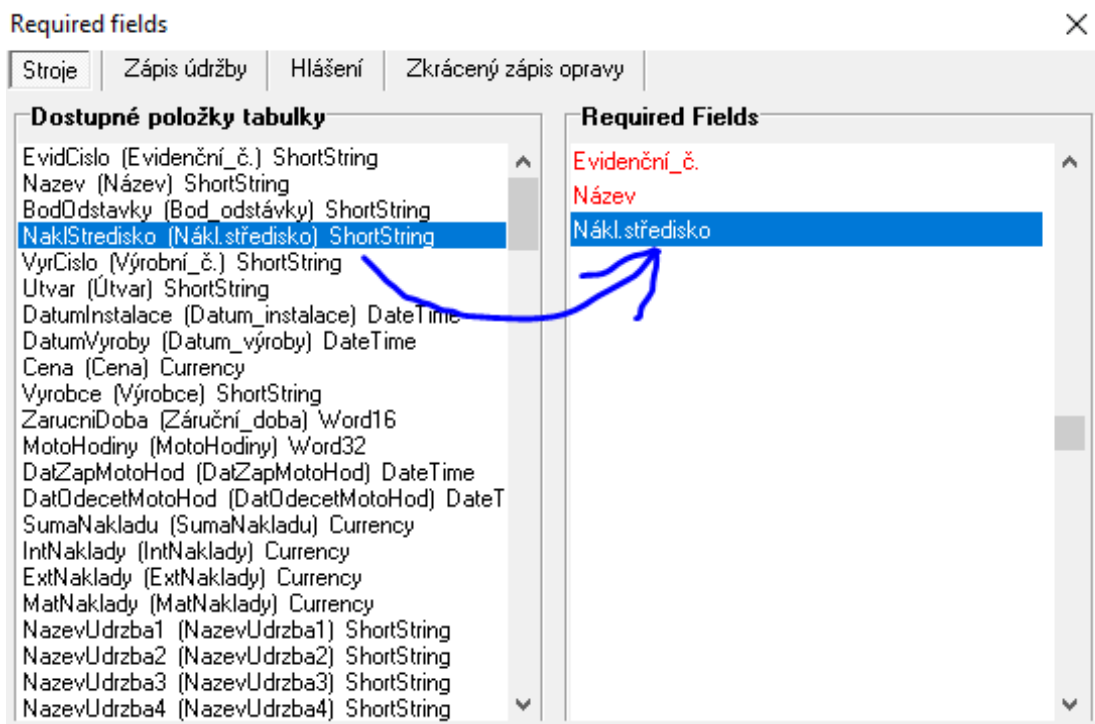 Required fields
Stroje Zápis údržby Hlášení Zkrácený zápis opravy
Dostupné položky tabulky
EvidCislo (Evidenční_č.) ShortString
Nazev (Název) ShortString
BodOdstavky (Bod_odstávky) ShortString
NaklStredisko (Nákl.středisko) ShortString
VyrCislo (Výrobní_č.) ShortString
Utvar (Útvar) ShortString
DatumInstalace (Datum_instalace) DateTime
DatumVyroby (Datum_výroby) DateTime
Cena (Cena) Currency
Vyrobce (Výrobce) ShortString
ZarucniDoba (Záruční_doba) Word16
MotoHodiny (MotoHodiny) Word32
DatZapMotoHod (DatZapMotoHod) DateTime
DatOdecetMotoHod (DatOdecetMotoHod) DateT
SumaNakladu (SumaNakladu) Currency
IntNaklady (IntNaklady) Currency
ExtNaklady (ExtNaklady) Currency
MatNaklady (MatNaklady) Currency
NazevUdrzba1 (NazevUdrzba1) ShortString
NazevUdrzba2 (NazevUdrzba2) ShortString
NazevUdrzba3 (NazevUdrzba3) ShortString
NazevUdrzba4 (NazevUdrzba4) ShortString
Required Fields
Evidenční_č.
Název
Nákl.středisko